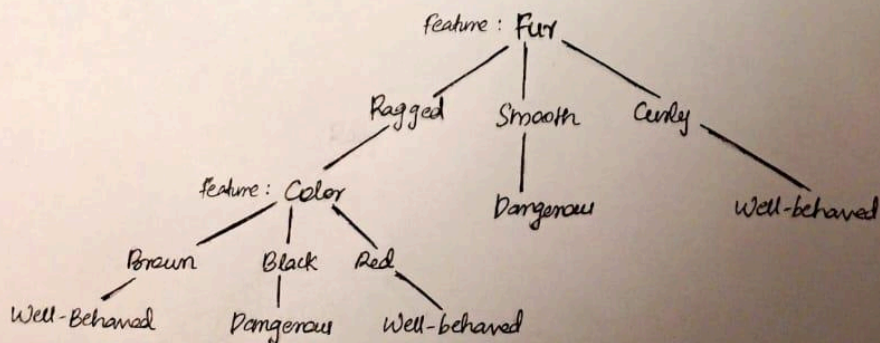 feature: Fur
Ragged Smooth Curly
feature: Color
Dangerous Well-behaved
Brown Black Red
Well-Behaved Dangerous Well-behaved